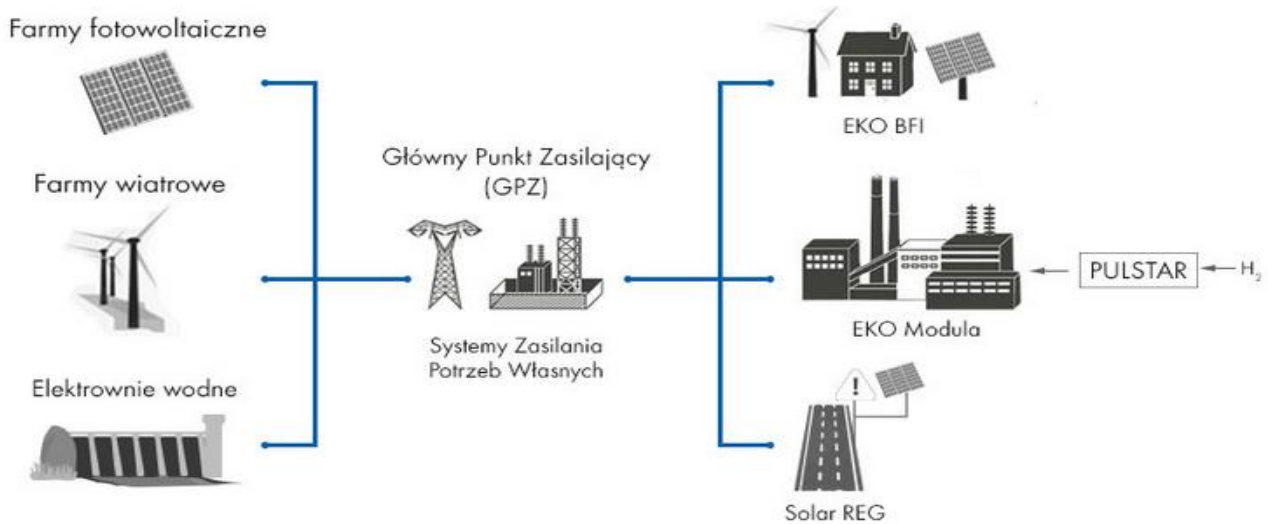 Farmy fotowoltaiczne
Farmy wiatrowe
Elektrownie wodne
Główny Punkt Zasilający
(GPZ)
Systemy Zasilania
Potrzeb Własnych
EKO BFI
EKO Modula
PULSTAR
H₂
!
Solar REG